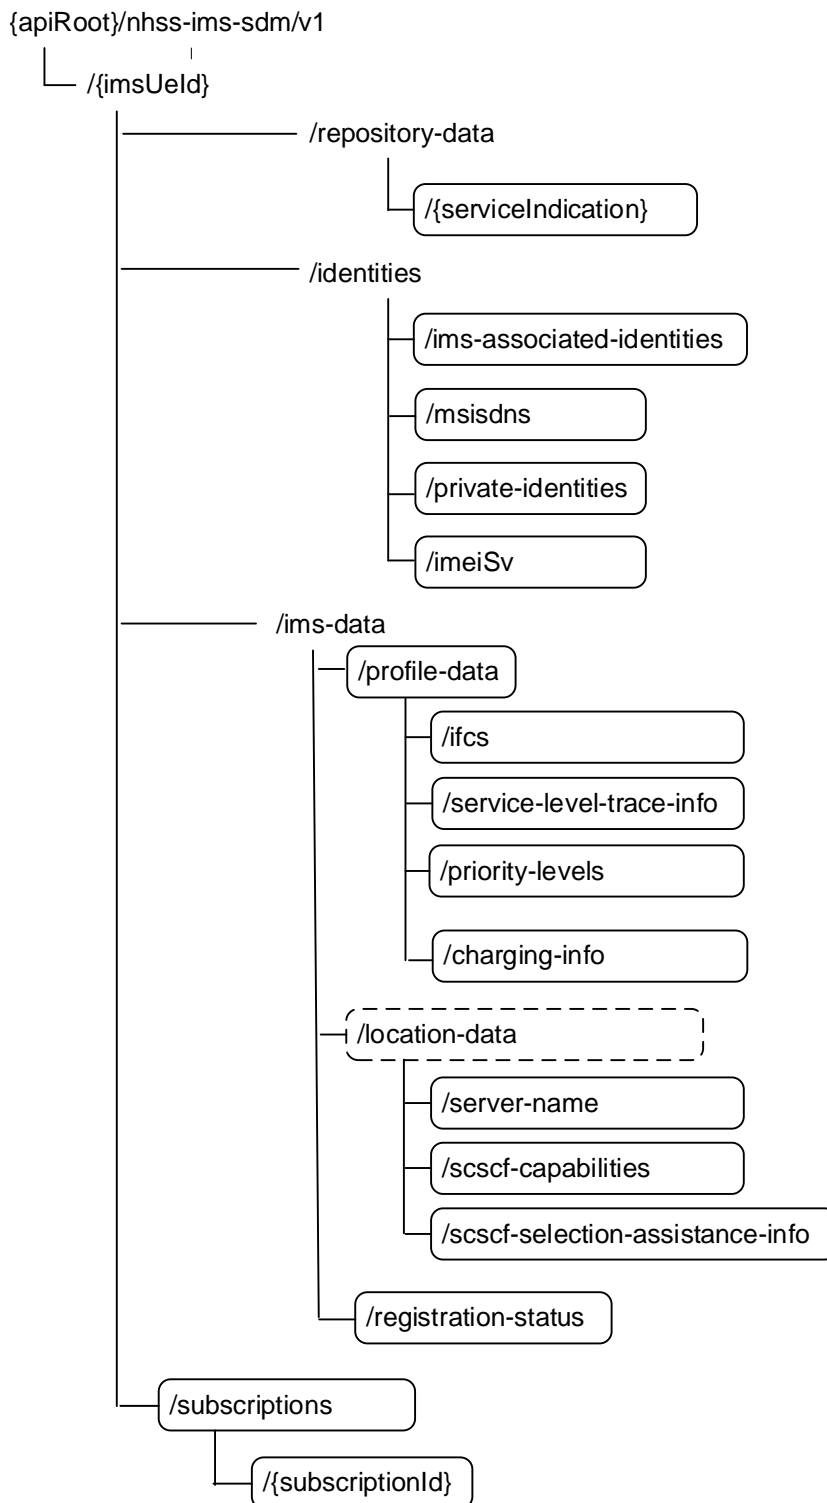 {apiRoot}/nhss-ims-sdm/v1
/{imsUeId}
/repository-data
/{serviceIndication}
/identities
/ims-associated-identities
/msisdns
/private-identities
/imeiSv
/ims-data
/profile-data
/ifcs
/service-level-trace-info
/priority-levels
/charging-info
/location-data
/server-name
/scscf-capabilities
/scscf-selection-assistance-info
/registration-status
/subscriptions
/{subscriptionId}